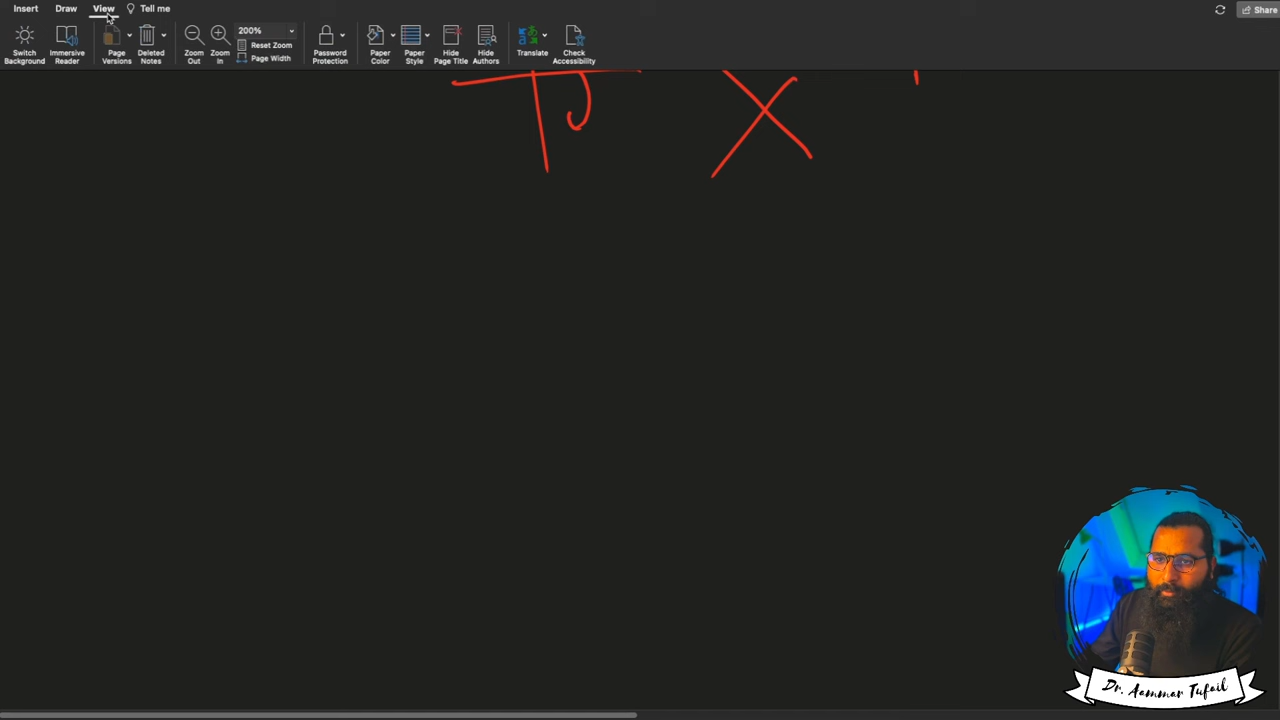 Insert Draw View Tell me Share
Switch Background Immersive Reader Page Versions Deleted Notes Zoom Out Zoom In 200% Reset Zoom Page Width Password Protection Paper Color Paper Style Hide Page Title Hide Authors Translate Check Accessibility
X
Dr. Aammar Tufail